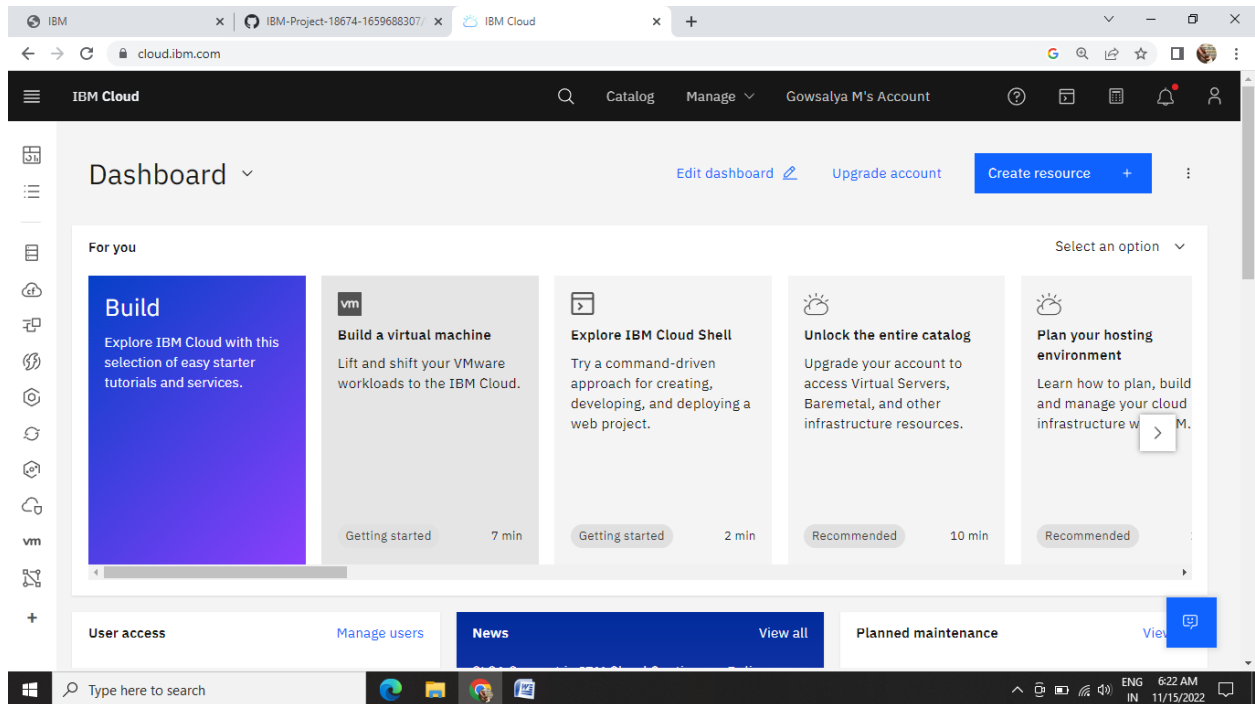 IBM
IBM-Project-18674-1659688307/
IBM Cloud
cloud.ibm.com
IBM Cloud
Catalog
Manage
Gowsalya M's Account
Dashboard
Edit dashboard
Upgrade account
Create resource +
For you
Select an option
Build
Explore IBM Cloud with this
selection of easy starter
tutorials and services.
vm
Build a virtual machine
Lift and shift your VMware
workloads to the IBM Cloud.
Getting started
7 min
Explore IBM Cloud Shell
Try a command-driven
approach for creating,
developing, and deploying a
web project.
Getting started
2 min
Unlock the entire catalog
Upgrade your account to
access Virtual Servers,
Baremetal, and other
infrastructure resources.
Recommended
10 min
Plan your hosting
environment
Learn how to plan, build
and manage your cloud
infrastructure
Recommended
cf
vm
User access
Manage users
News
View all
Planned maintenance
Type here to search
ENG
IN
6:22 AM
11/15/2022